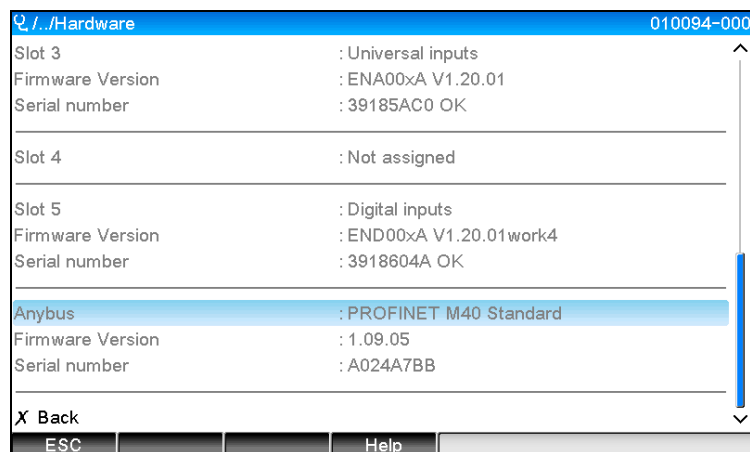 /../Hardware 010094-000
Slot 3 : Universal inputs
Firmware Version : ENA00xA V1.20.01
Serial number : 39185AC0 OK
Slot 4 : Not assigned
Slot 5 : Digital inputs
Firmware Version : END00xA V1.20.01work4
Serial number : 3918604A OK
Anybus : PROFINET M40 Standard
Firmware Version : 1.09.05
Serial number : A024A7BB
X Back
ESC Help